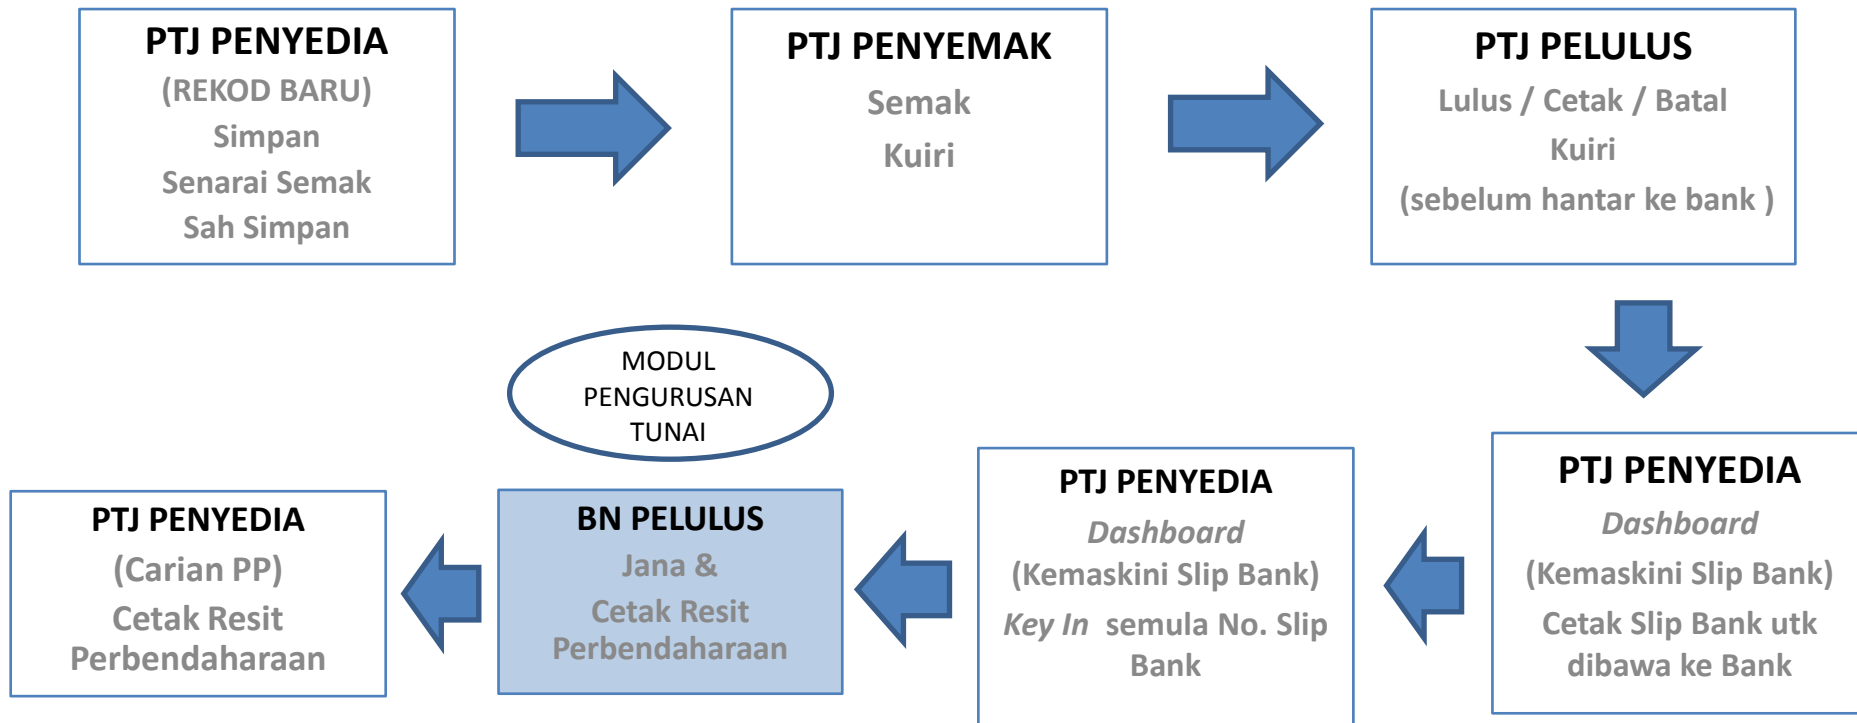 PTJ PENYEDIA
(REKOD BARU)
Simpan
Senarai Semak
Sah Simpan
PTJ PENYEMAK
Semak
Kuiri
PTJ PELULUS
Lulus / Cetak / Batal
Kuiri
(sebelum hantar ke bank )
PTJ PENYEDIA
Dashboard
(Kemaskini Slip Bank)
Cetak Slip Bank utk
dibawa ke Bank
PTJ PENYEDIA
Dashboard
(Kemaskini Slip Bank)
Key In semula No. Slip
Bank
MODUL
PENGURUSAN
TUNAI
BN PELULUS
Jana &
Cetak Resit
Perbendaharaan
PTJ PENYEDIA
(Carian PP)
Cetak Resit
Perbendaharaan